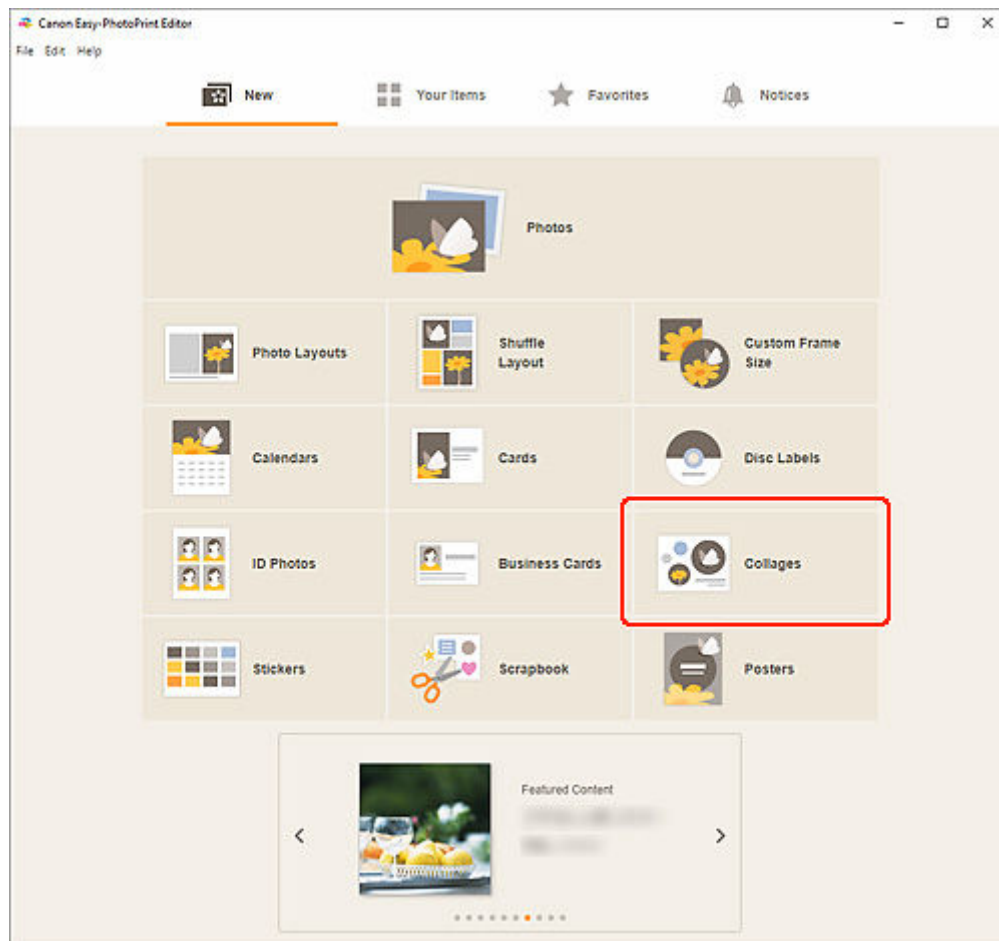 Canon Easy-PhotoPrint Editor
File Edit Help
New
Your Items
Favorites
Notices
Photos
Photo Layouts
Shuffle
Layout
Custom Frame
Size
Calendars
Cards
Disc Labels
ID Photos
Business Cards
Collages
Stickers
Scrapbook
Posters
Featured Content